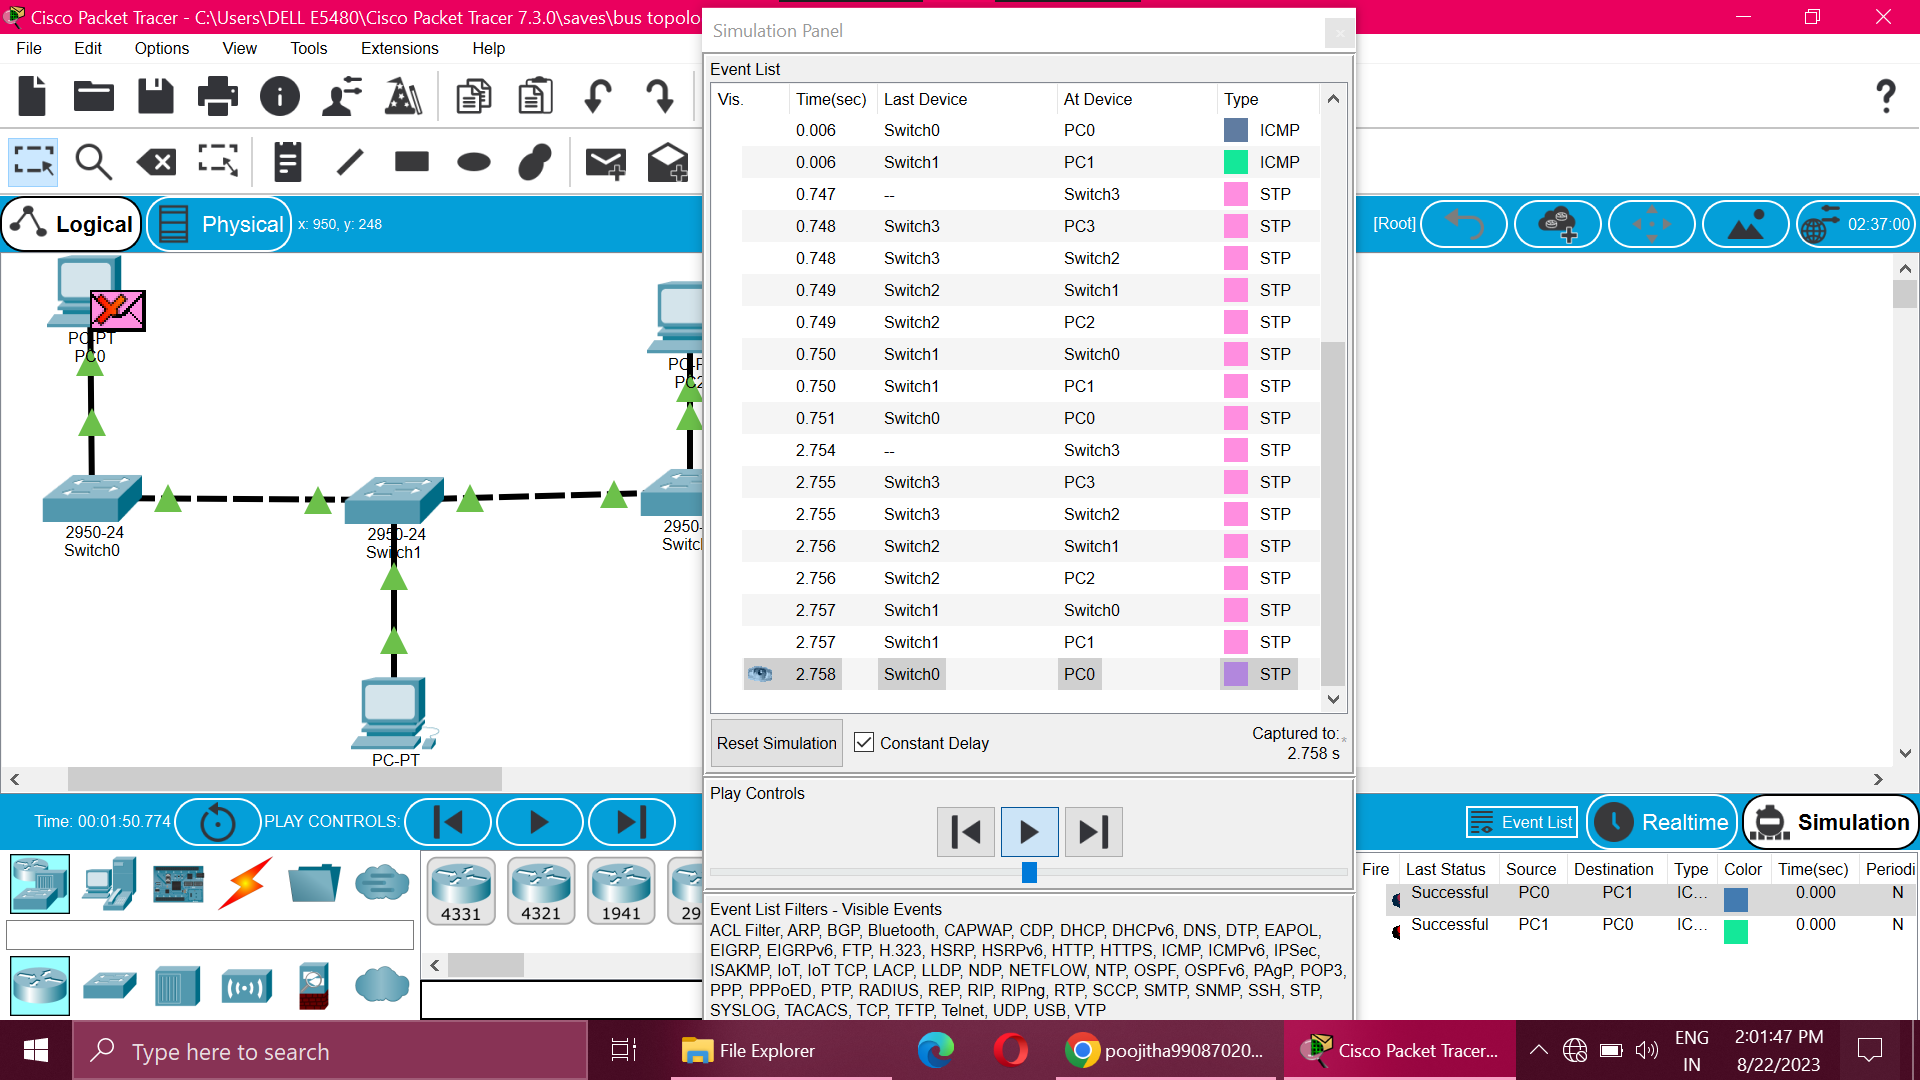 Cisco Packet Tracer - C:\Users\DELL E5480\Cisco Packet Tracer 7.3.0\saves\bus topolo
File Edit Options View Tools Extensions Help
Logical
Physical
x: 950, y: 248
[Root]
02:37:00
PC-PT
PC0
2950-24
Switch0
2950-24
Switch1
PC-PT
Simulation Panel
Event List
Vis. Time(sec) Last Device At Device Type
0.006 Switch0 PC0 ICMP
0.006 Switch1 PC1 ICMP
0.747 -- Switch3 STP
0.748 Switch3 PC3 STP
0.748 Switch3 Switch2 STP
0.749 Switch2 Switch1 STP
0.749 Switch2 PC2 STP
0.750 Switch1 Switch0 STP
0.750 Switch1 PC1 STP
0.751 Switch0 PC0 STP
2.754 -- Switch3 STP
2.755 Switch3 PC3 STP
2.755 Switch3 Switch2 STP
2.756 Switch2 Switch1 STP
2.756 Switch2 PC2 STP
2.757 Switch1 Switch0 STP
2.757 Switch1 PC1 STP
2.758 Switch0 PC0 STP
Reset Simulation
Constant Delay
Captured to:
2.758 s
Play Controls
Event List Filters - Visible Events
ACL Filter, ARP, BGP, Bluetooth, CAPWAP, CDP, DHCP, DHCPv6, DNS, DTP, EAPOL,
EIGRP, EIGRPv6, FTP, H.323, HSRP, HSRPv6, HTTP, HTTPS, ICMP, ICMPv6, IPSec,
ISAKMP, IoT, IoT TCP, LACP, LLDP, NDP, NETFLOW, NTP, OSPF, OSPFv6, PAgP, POP3,
PPP, PPPoED, PTP, RADIUS, REP, RIP, RIPng, RTP, SCCP, SMTP, SNMP, SSH, STP,
SYSLOG, TACACS, TCP, TFTP, Telnet, UDP, USB, VTP
Time: 00:01:50.774
PLAY CONTROLS:
Event List
Realtime
Simulation
4331
4321
1941
29
Fire Last Status Source Destination Type Color Time(sec) Periodi
Successful PC0 PC1 IC... 0.000 N
Successful PC1 PC0 IC... 0.000 N
Type here to search
File Explorer
poojitha99087020...
Cisco Packet Tracer...
ENG
IN
2:01:47 PM
8/22/2023